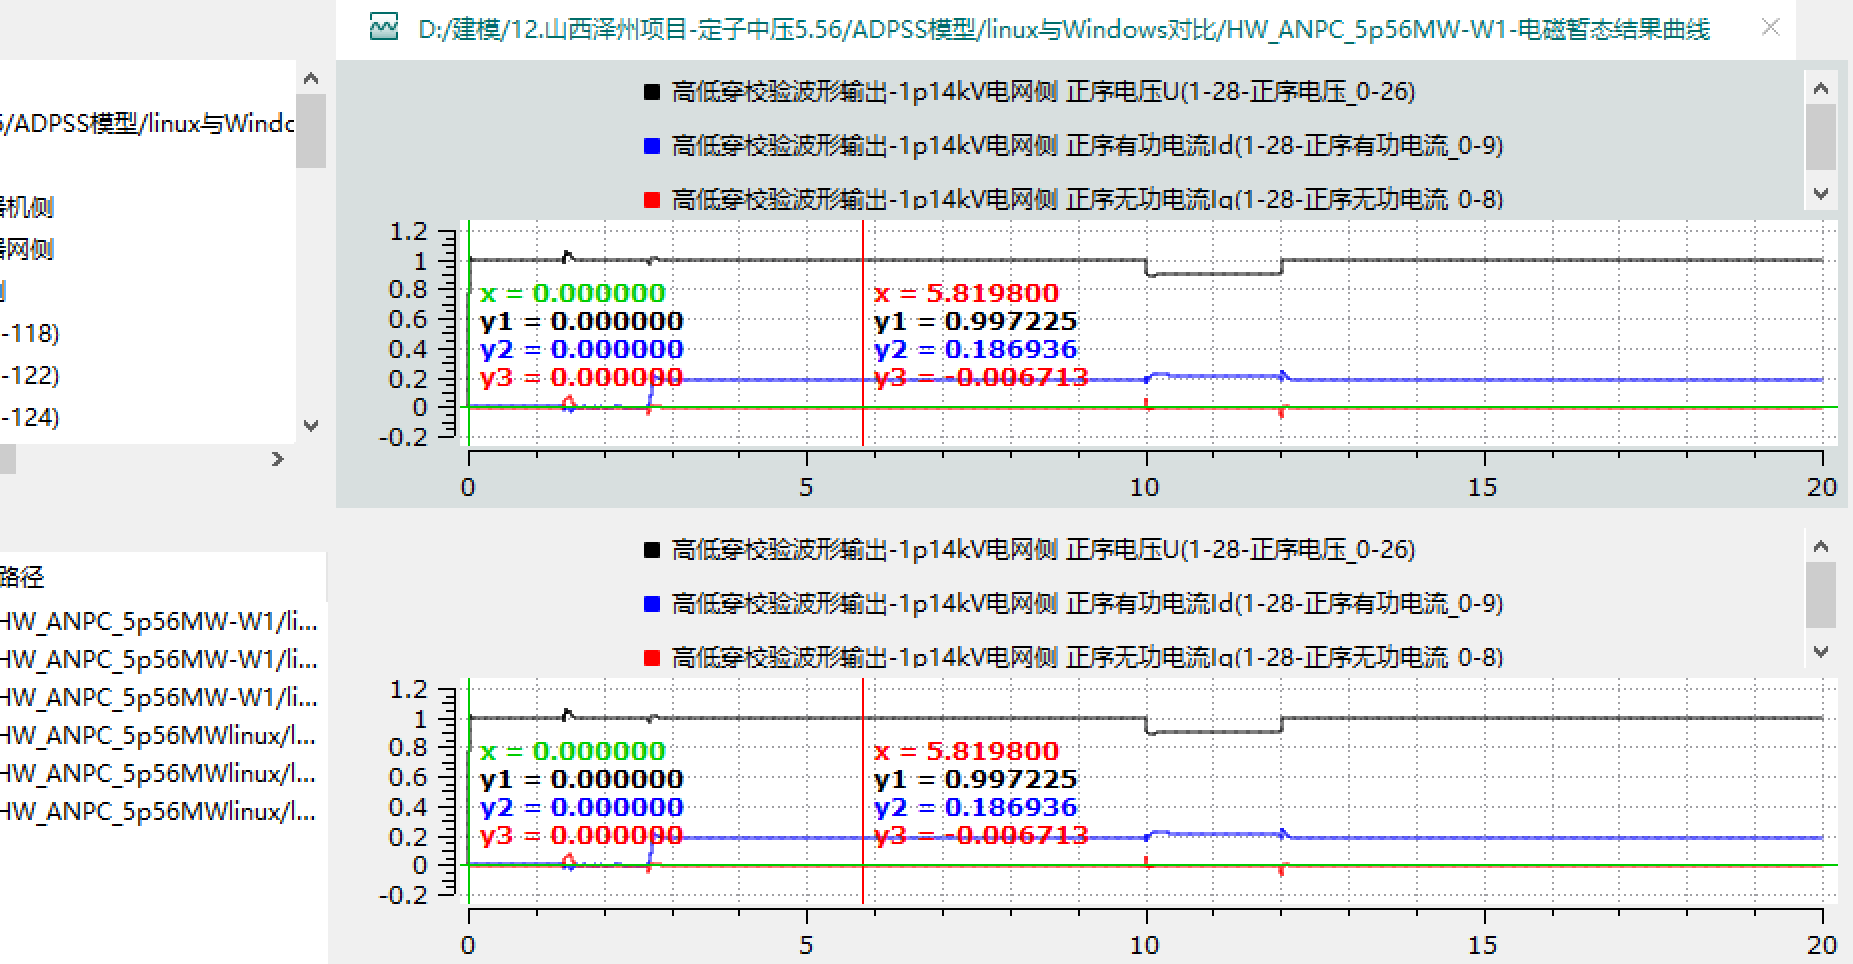 D:/建模/12.山西泽州项目-定子中压5.56/ADPSS模型/linux与Windows对比/HW_ANPC_5p56MW-W1-电磁暂态结果曲线
/ADPSS模型/linux与Windo
机侧
网侧
-118)
-122)
-124)
路径
HW_ANPC_5p56MW-W1/li...
HW_ANPC_5p56MW-W1/li...
HW_ANPC_5p56MW-W1/li...
HW_ANPC_5p56MWlinux/l...
HW_ANPC_5p56MWlinux/l...
HW_ANPC_5p56MWlinux/l...
高低穿校验波形输出-1p14kV电网侧 正序电压U(1-28-正序电压_0-26)
高低穿校验波形输出-1p14kV电网侧 正序有功电流Id(1-28-正序有功电流_0-9)
高低穿校验波形输出-1p14kV电网侧 正序无功电流Iq(1-28-正序无功电流_0-8)
1.2
1
0.8
0.6
0.4
0.2
0
-0.2
x = 0.000000
y1 = 0.000000
y2 = 0.000000
y3 = 0.000000
x = 5.819800
y1 = 0.997225
y2 = 0.186936
y3 = -0.006713
0 5 10 15 20
高低穿校验波形输出-1p14kV电网侧 正序电压U(1-28-正序电压_0-26)
高低穿校验波形输出-1p14kV电网侧 正序有功电流Id(1-28-正序有功电流_0-9)
高低穿校验波形输出-1p14kV电网侧 正序无功电流Iq(1-28-正序无功电流_0-8)
1.2
1
0.8
0.6
0.4
0.2
0
-0.2
x = 0.000000
y1 = 0.000000
y2 = 0.000000
y3 = 0.000000
x = 5.819800
y1 = 0.997225
y2 = 0.186936
y3 = -0.006713
0 5 10 15 20